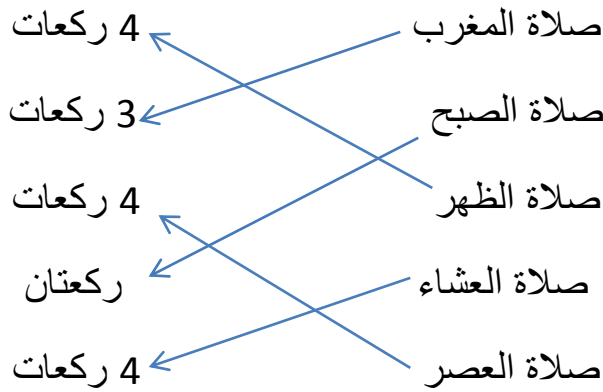 صلاة المغرب 4 ركعات
صلاة الصبح 3 ركعات
صلاة الظهر 4 ركعات
صلاة العشاء ركعتان
صلاة العصر 4 ركعات